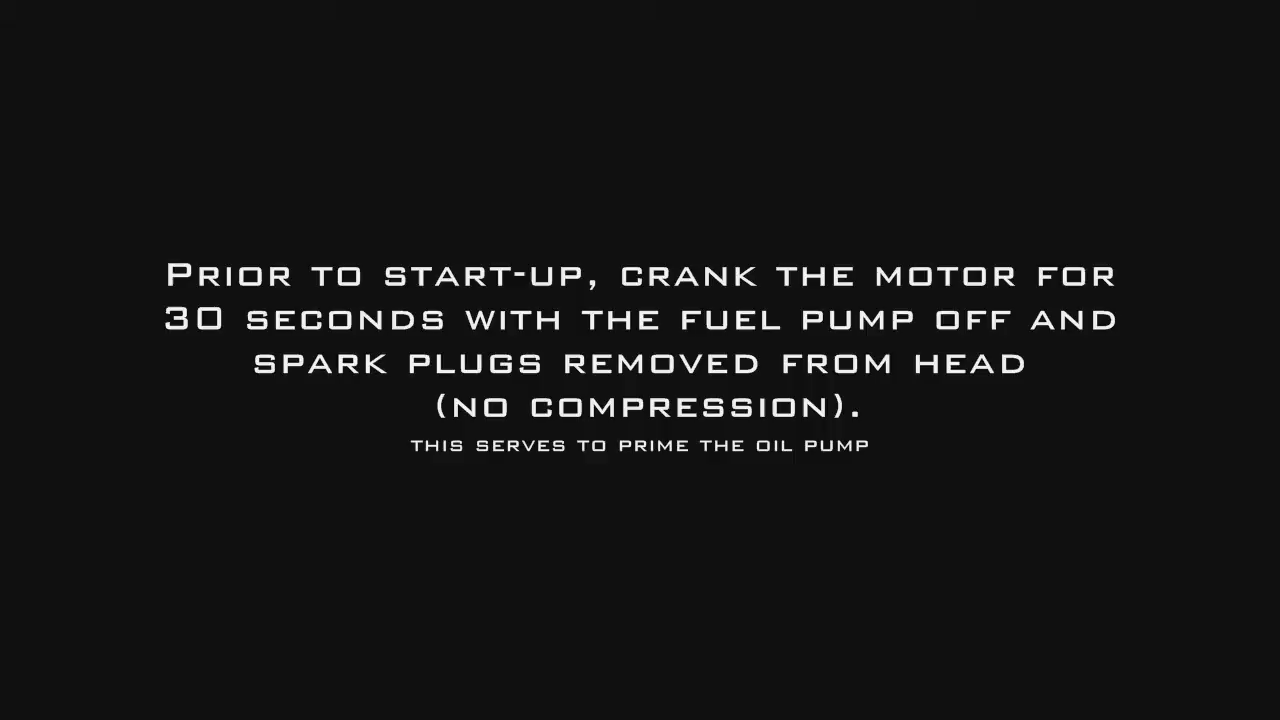 Prior to start-up, crank the motor for
30 seconds with the fuel pump off and
spark plugs removed from head
(no compression).
this serves to prime the oil pump